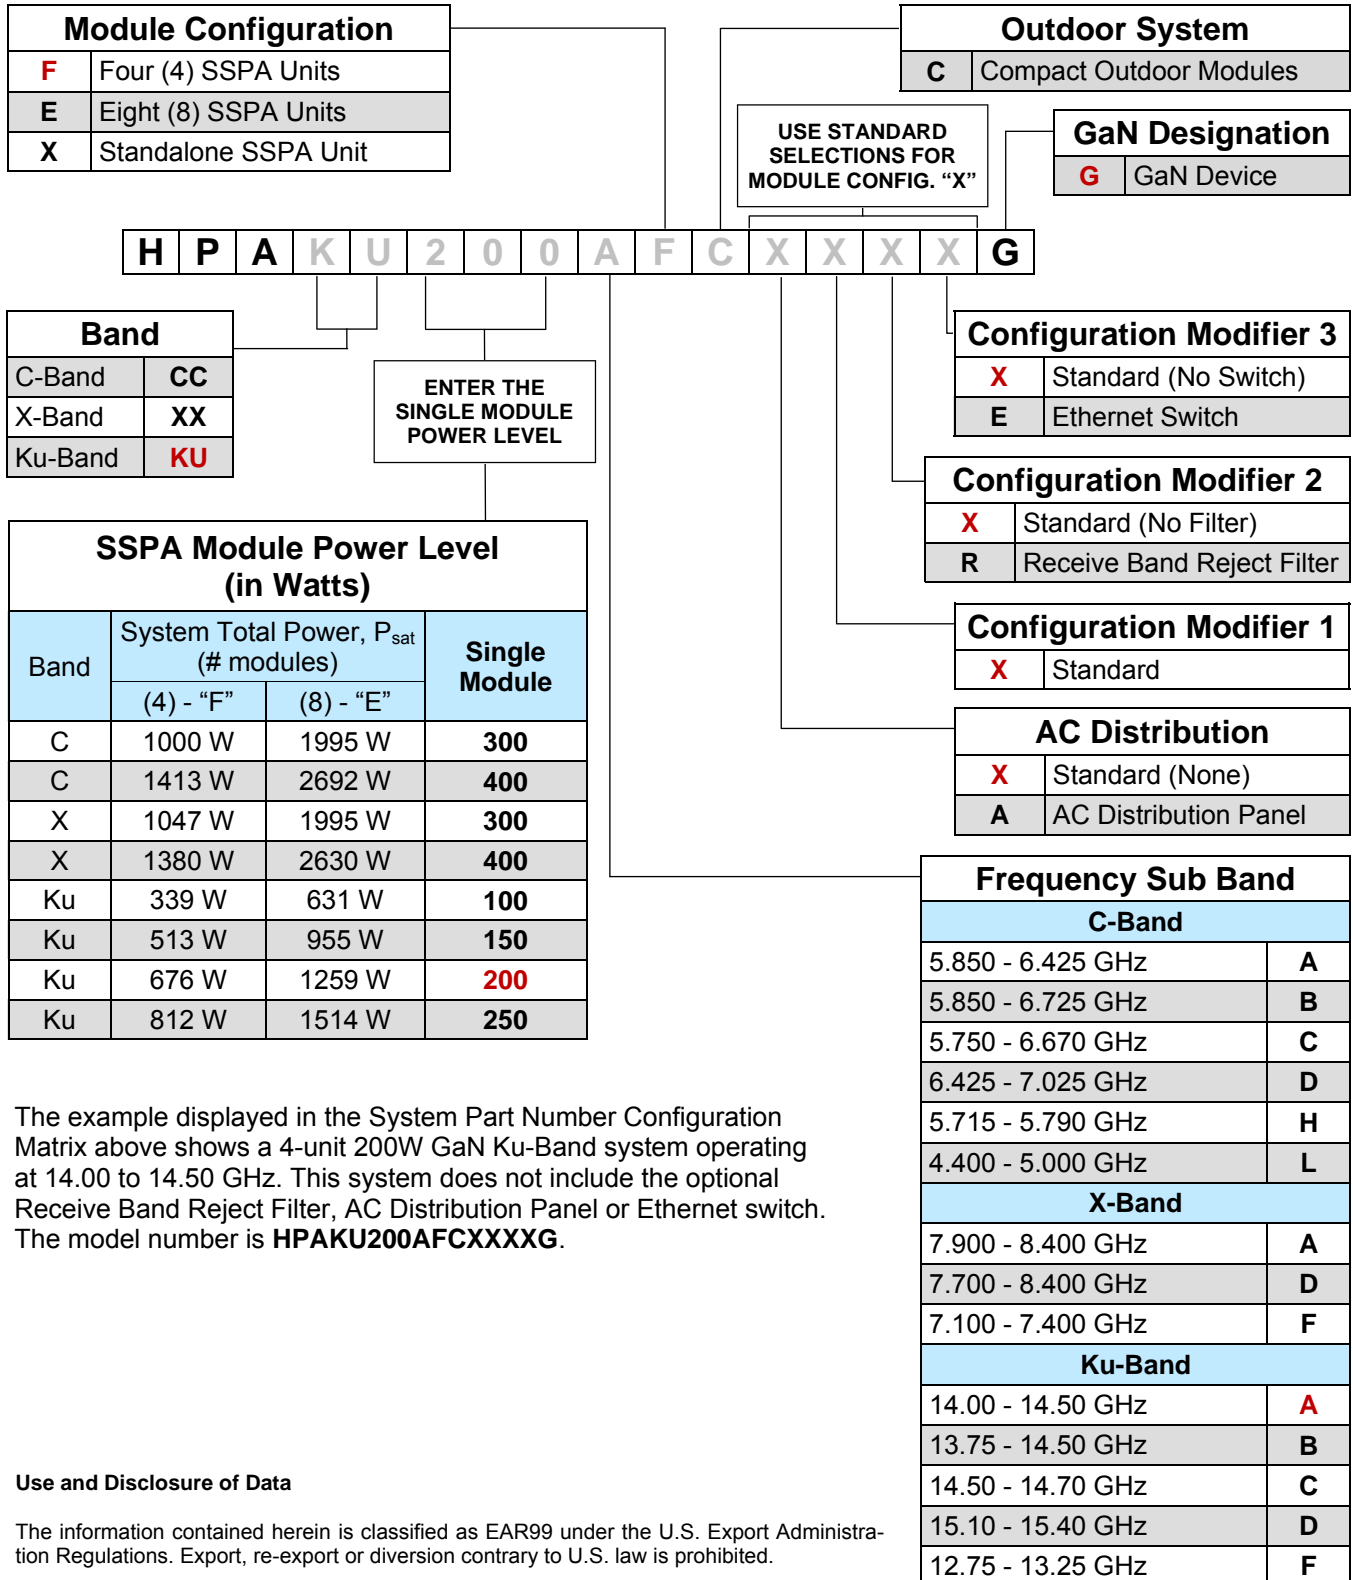 Module Configuration
F Four (4) SSPA Units
E Eight (8) SSPA Units
X Standalone SSPA Unit
Outdoor System
C Compact Outdoor Modules
USE STANDARD
SELECTIONS FOR
MODULE CONFIG. “X”
GaN Designation
G GaN Device
H P A K U 2 0 0 A F C X X X X G
Band
C-Band CC
X-Band XX
Ku-Band KU
ENTER THE
SINGLE MODULE
POWER LEVEL
Configuration Modifier 3
X Standard (No Switch)
E Ethernet Switch
Configuration Modifier 2
X Standard (No Filter)
R Receive Band Reject Filter
Configuration Modifier 1
X Standard
AC Distribution
X Standard (None)
A AC Distribution Panel
SSPA Module Power Level
(in Watts)
Band
System Total Power, Psat
(# modules)
Single
Module
(4) - “F” (8) - “E”
C 1000 W 1995 W 300
C 1413 W 2692 W 400
X 1047 W 1995 W 300
X 1380 W 2630 W 400
Ku 339 W 631 W 100
Ku 513 W 955 W 150
Ku 676 W 1259 W 200
Ku 812 W 1514 W 250
Frequency Sub Band
C-Band
5.850 - 6.425 GHz A
5.850 - 6.725 GHz B
5.750 - 6.670 GHz C
6.425 - 7.025 GHz D
5.715 - 5.790 GHz H
4.400 - 5.000 GHz L
X-Band
7.900 - 8.400 GHz A
7.700 - 8.400 GHz D
7.100 - 7.400 GHz F
Ku-Band
14.00 - 14.50 GHz A
13.75 - 14.50 GHz B
14.50 - 14.70 GHz C
15.10 - 15.40 GHz D
12.75 - 13.25 GHz F
The example displayed in the System Part Number Configuration
Matrix above shows a 4-unit 200W GaN Ku-Band system operating
at 14.00 to 14.50 GHz. This system does not include the optional
Receive Band Reject Filter, AC Distribution Panel or Ethernet switch.
The model number is HPAKU200AFCXXXXG.
Use and Disclosure of Data
The information contained herein is classified as EAR99 under the U.S. Export Administra-
tion Regulations. Export, re-export or diversion contrary to U.S. law is prohibited.